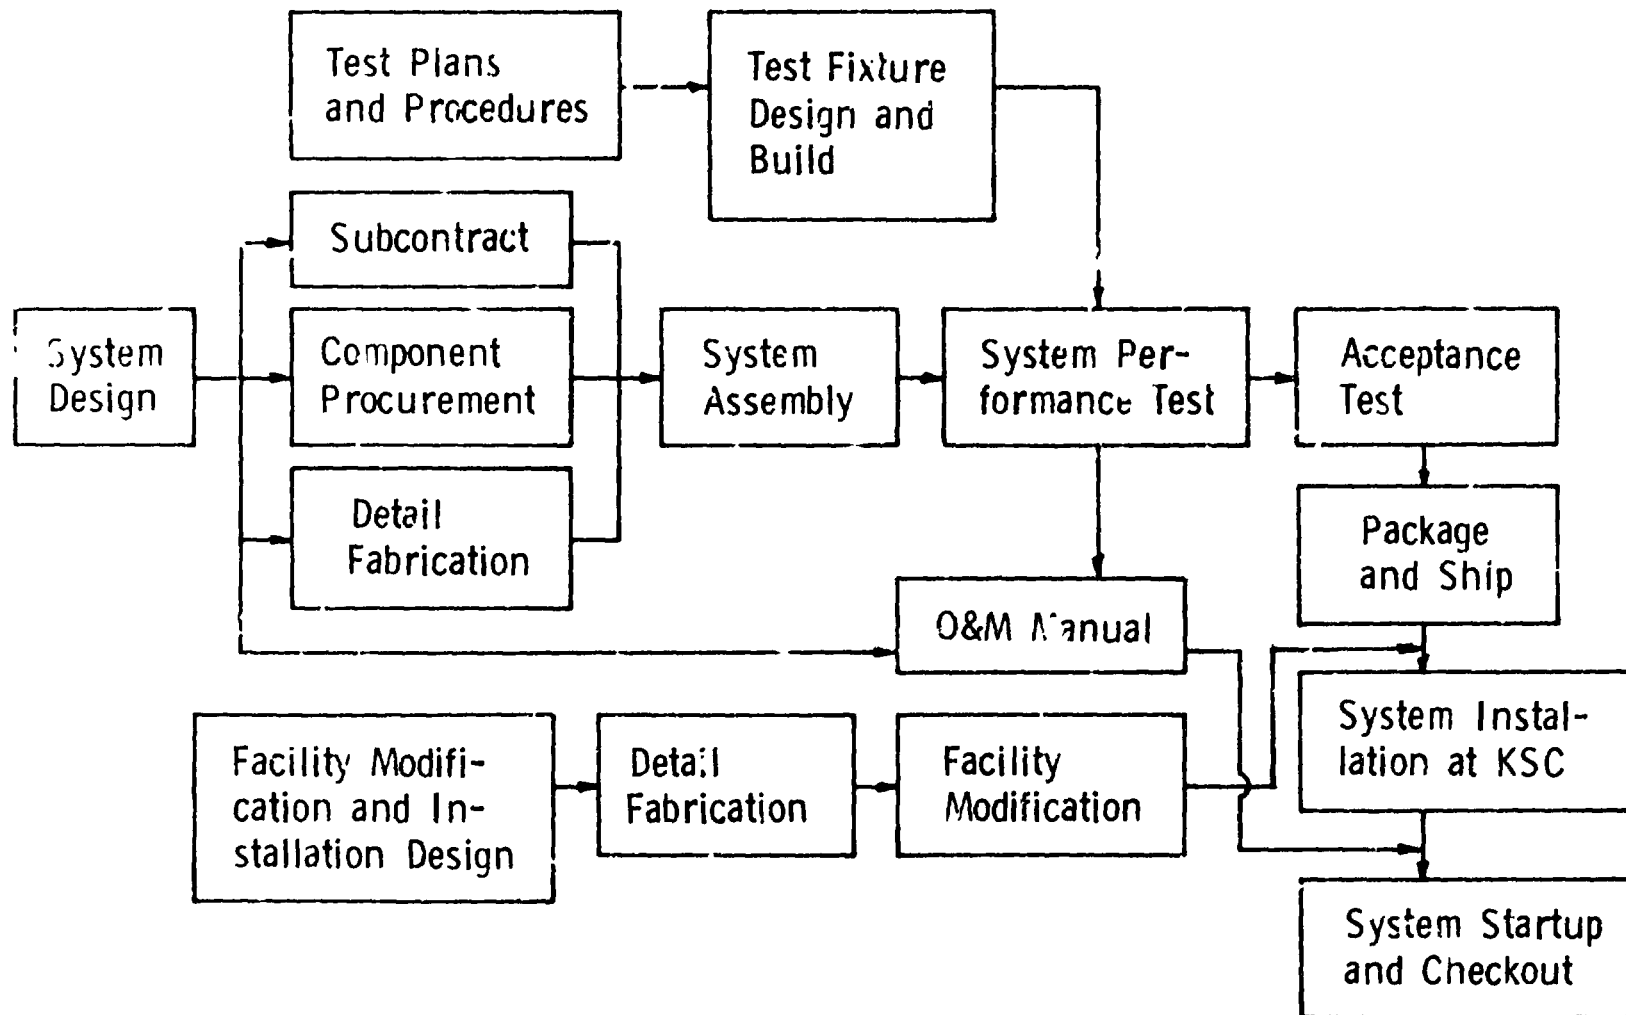 Test Plans
and Procedures
Test Fixture
Design and
Build
Subcontract
System
Design
Component
Procurement
System
Assembly
System Per-
formance Test
Acceptance
Test
Detail
Fabrication
Package
and Ship
O&M Manual
System Instal-
lation at KSC
Facility Modifi-
cation and In-
stallation Design
Detail
Fabrication
Facility
Modification
System Startup
and Checkout